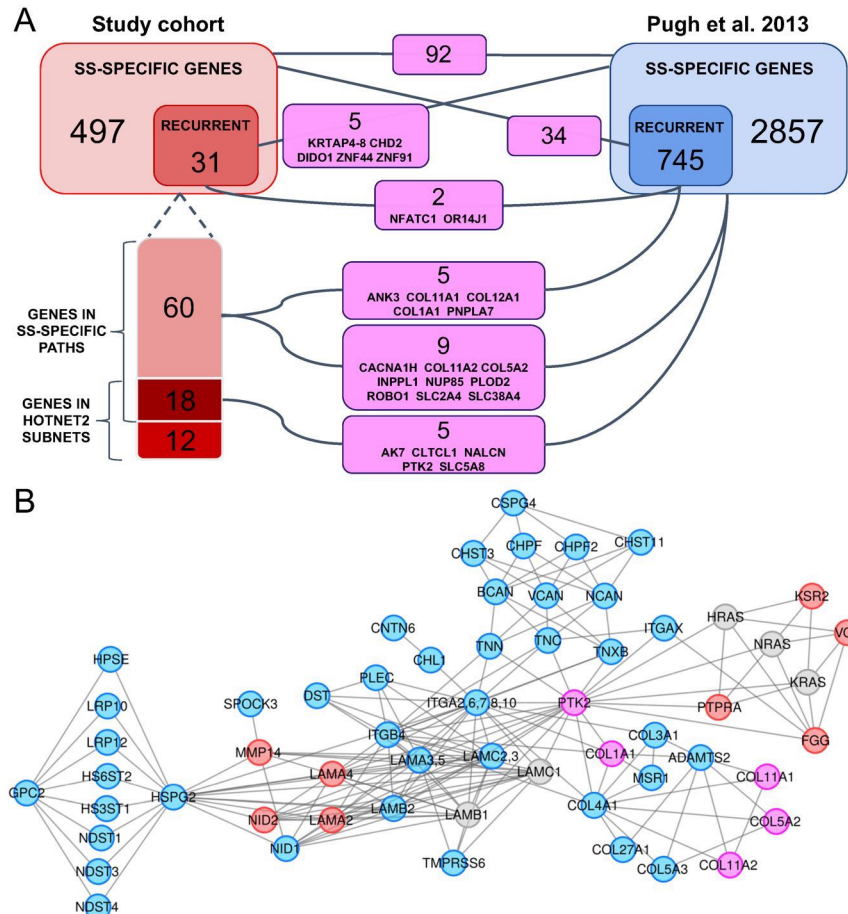 A
Study cohort
Pugh et al. 2013
92
SS-SPECIFIC GENES
SS-SPECIFIC GENES
497
RECURRENT
31
5
KRTAP4-8 CHD2
DIDO1 ZNF44 ZNF91
34
RECURRENT
745
2857
2
NFATC1 OR14J1
GENES IN
SS-SPECIFIC
PATHS
60
5
ANK3 COL11A1 COL12A1
COL1A1 PNPLA7
9
CACNA1H COL11A2 COL5A2
INPPL1 NUP85 PLOD2
ROBO1 SLC2A4 SLC38A4
GENES IN
HOTNET2
SUBNETS
18
12
5
AK7 CLTCL1 NALCN
PTK2 SLC5A8
B
CSPG4
CHST3
CHPF
CHPF2
CHST11
BCAN
VCAN
NCAN
KSR2
HRAS
CNTN6
TNN
TNC
TNXB
ITGAX
NRAS
HPSE
CHL1
KRAS
PLEC
DST
LRP10
SPOCK3
ITGA2,6,7,8,10
PTK2
PTPRA
LRP12
MMP14
ITGB4
COL3A1
FGG
LAMA3,5
LAMC2,3
COL1A1
ADAMTS2
HS6ST2
LAMA4
LAMC1
MSR1
COL11A1
GPC2
HSPG2
HS3ST1
NID2
LAMA2
LAMB2
LAMB1
COL4A1
COL5A2
NDST1
NID1
COL27A1
NDST3
TMPRSS6
COL5A3
COL11A2
NDST4